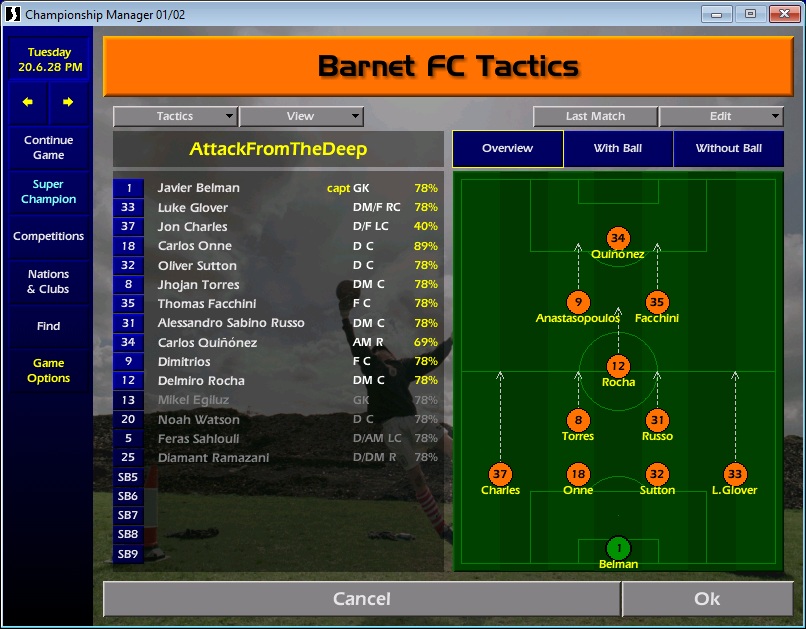 Championship Manager 01/02
Tuesday
20.6.28 PM
Barnet FC Tactics
Tactics View Last Match Edit
Continue
Game
Super
Champion
Competitions
Nations
& Clubs
Find
Game
Options
AttackFromTheDeep
Overview With Ball Without Ball
1 Javier Belman capt GK 78%
33 Luke Glover DM/F RC 78%
37 Jon Charles D/F LC 40%
18 Carlos Onne D C 89%
32 Oliver Sutton D C 78%
8 Jhojan Torres DM C 78%
35 Thomas Facchini F C 78%
31 Alessandro Sabino Russo DM C 78%
34 Carlos Quiñónez AM R 69%
9 Dimitrios F C 78%
12 Delmiro Rocha DM C 78%
13 Mikel Egiluz GK 78%
20 Noah Watson D C 78%
5 Feras Sahlouli D/AM LC 78%
25 Diamant Ramazani D/DM R 78%
SB5
SB6
SB7
SB8
SB9
34
Quiñónez
9 35
Anastasopoulos Facchini
12
Rocha
8 31
Torres Russo
37 18 32 33
Charles Onne Sutton L.Glover
1
Belman
Cancel Ok